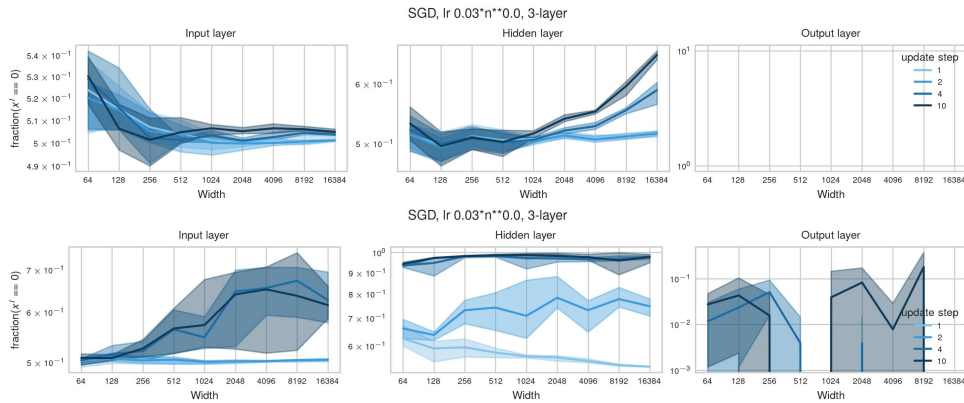 SGD, lr 0.03*n**0.0, 3-layer
Input layer
Hidden layer
Output layer
fraction(x^l == 0)
5.4 × 10⁻¹
5.3 × 10⁻¹
5.2 × 10⁻¹
5.1 × 10⁻¹
5 × 10⁻¹
4.9 × 10⁻¹
64 128 256 512 1024 2048 4096 8192 16384
Width
6 × 10⁻¹
5 × 10⁻¹
64 128 256 512 1024 2048 4096 8192 16384
Width
10¹
10⁰
update step
1
2
4
10
64 128 256 512 1024 2048 4096 8192 16384
Width
SGD, lr 0.03*n**0.0, 3-layer
Input layer
Hidden layer
Output layer
fraction(x^l == 0)
7 × 10⁻¹
6 × 10⁻¹
5 × 10⁻¹
64 128 256 512 1024 2048 4096 8192 16384
Width
10⁰
9 × 10⁻¹
8 × 10⁻¹
7 × 10⁻¹
6 × 10⁻¹
64 128 256 512 1024 2048 4096 8192 16384
Width
10⁻¹
10⁻²
10⁻³
update step
1
2
4
10
64 128 256 512 1024 2048 4096 8192 16384
Width